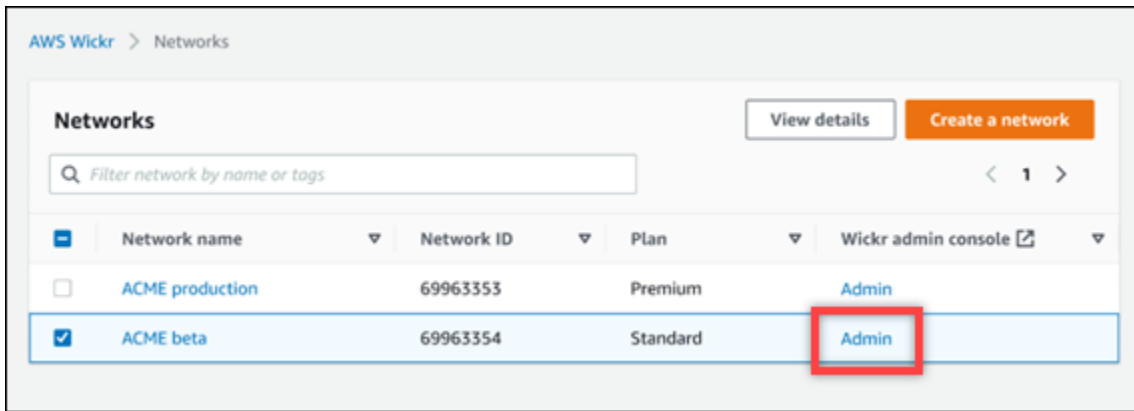 AWS Wickr > Networks
Networks
View details
Create a network
Filter network by name or tags
< 1 >
Network name Network ID Plan Wickr admin console
ACME production 69963353 Premium Admin
ACME beta 69963354 Standard Admin